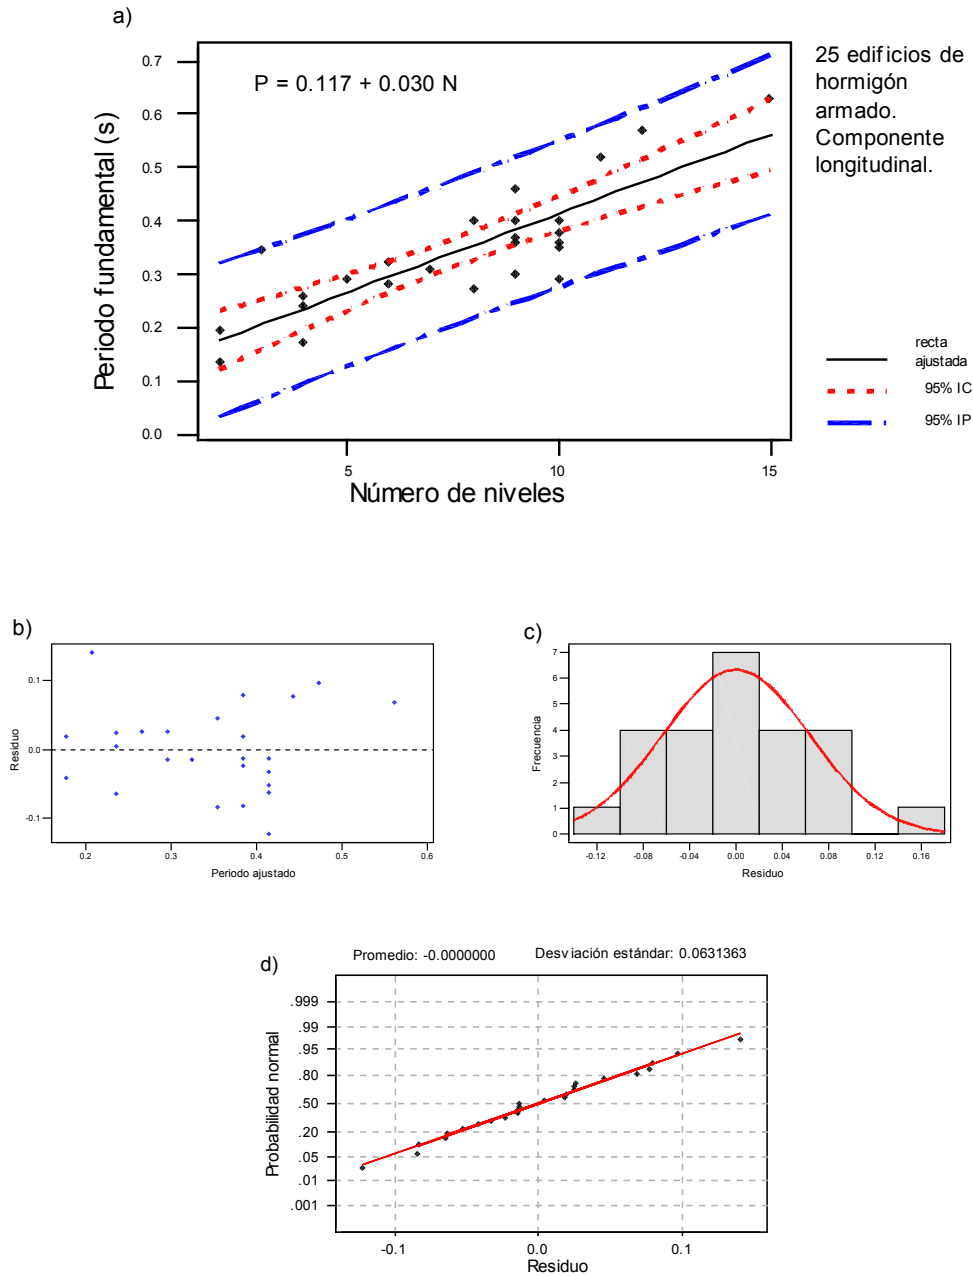 a)
P = 0.117 + 0.030 N
25 edificios de
hormigón
armado.
Componente
longitudinal.
Periodo fundamental (s)
0.7
0.6
0.5
0.4
0.3
0.2
0.1
0.0
5
10
15
Número de niveles
recta
ajustada
95% IC
95% IP
b)
Residuo
0.1
0.0
-0.1
0.2
0.3
0.4
0.5
0.6
Periodo ajustado
c)
Frecuencia
7
6
5
4
3
2
1
0
-0.12
-0.08
-0.04
0.00
0.04
0.08
0.12
0.16
Residuo
d)
Promedio: -0.0000000
Desviación estándar: 0.0631363
Probabilidad normal
.999
.99
.95
.80
.50
.20
.05
.01
.001
-0.1
0.0
0.1
Residuo